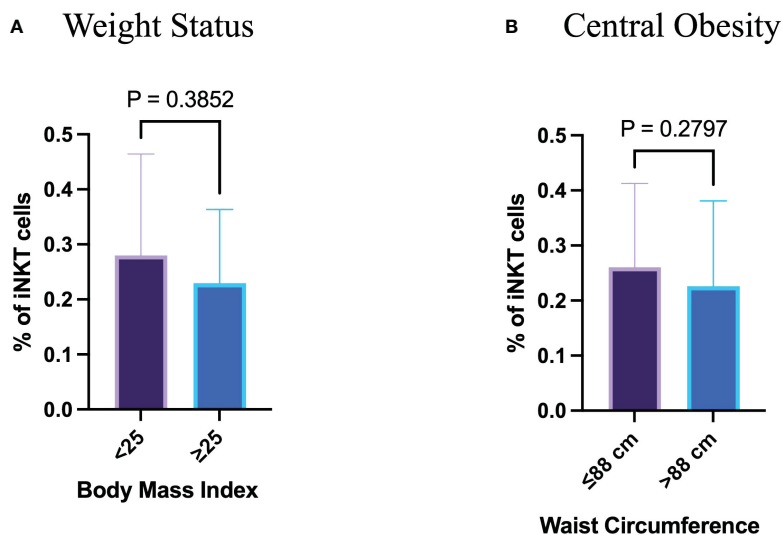 A Weight Status
P = 0.3852
% of iNKT cells
0.5
0.4
0.3
0.2
0.1
0.0
<25
≥25
Body Mass Index
B Central Obesity
P = 0.2797
% of iNKT cells
0.5
0.4
0.3
0.2
0.1
0.0
≤88 cm
>88 cm
Waist Circumference